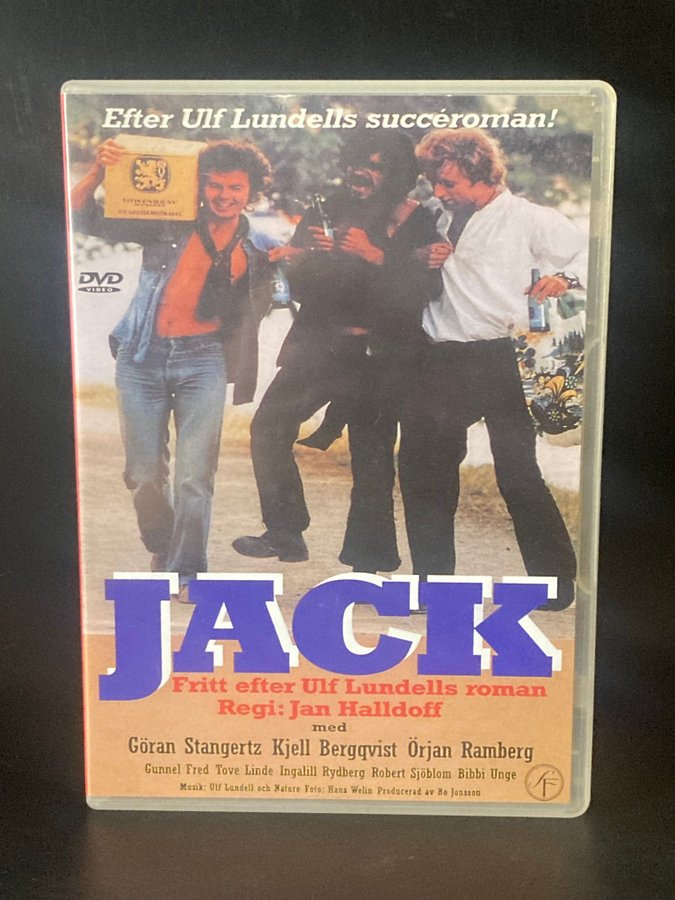 Efter Ulf Lundells succéroman!
LÖWENBRÄU
DVD
VIDEO
JACK
Fritt efter Ulf Lundells roman
Regi: Jan Halldoff
med
Göran Stangertz Kjell Bergqvist Örjan Ramberg
Gunnel Fred Tove Linde Ingalill Rydberg Robert Sjöblom Bibbi Unge
Musik: Ulf Lundell och Nature Foto: Hans Welin Producerad av Bo Jonsson
SF